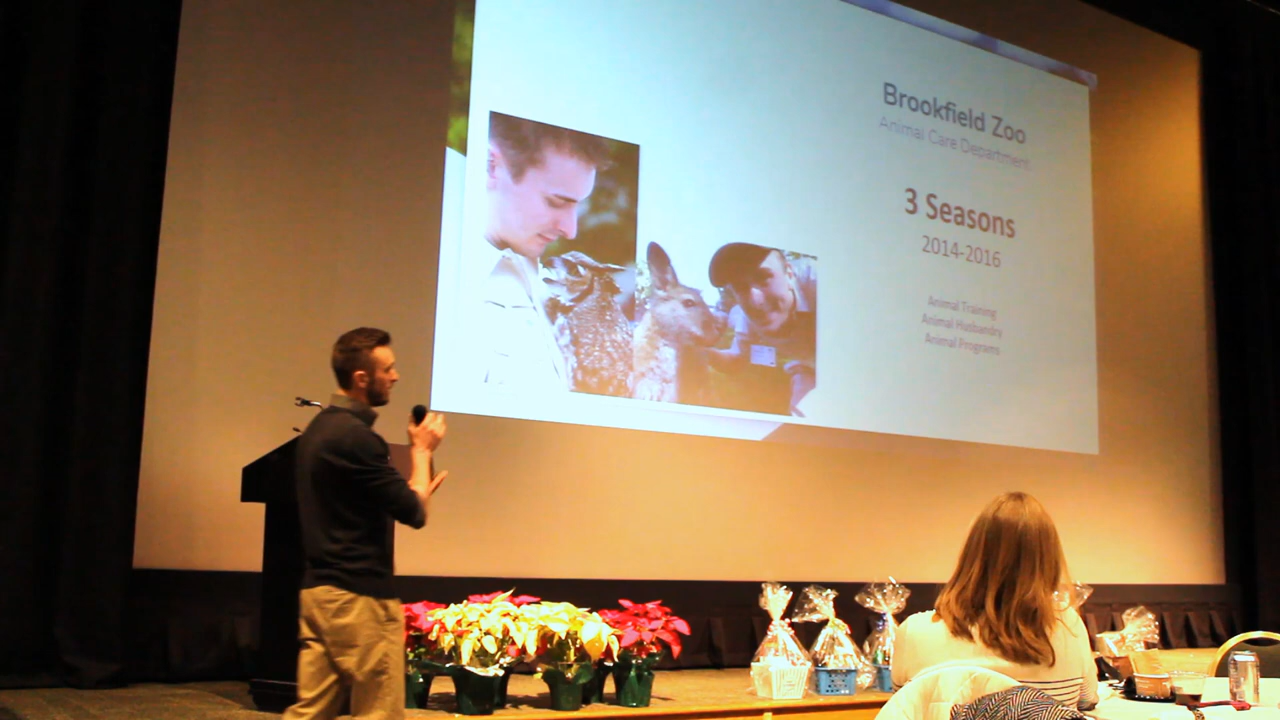 Brookfield Zoo
Animal Care Department
3 Seasons
2014-2016
Animal Training
Animal Husbandry
Animal Programs